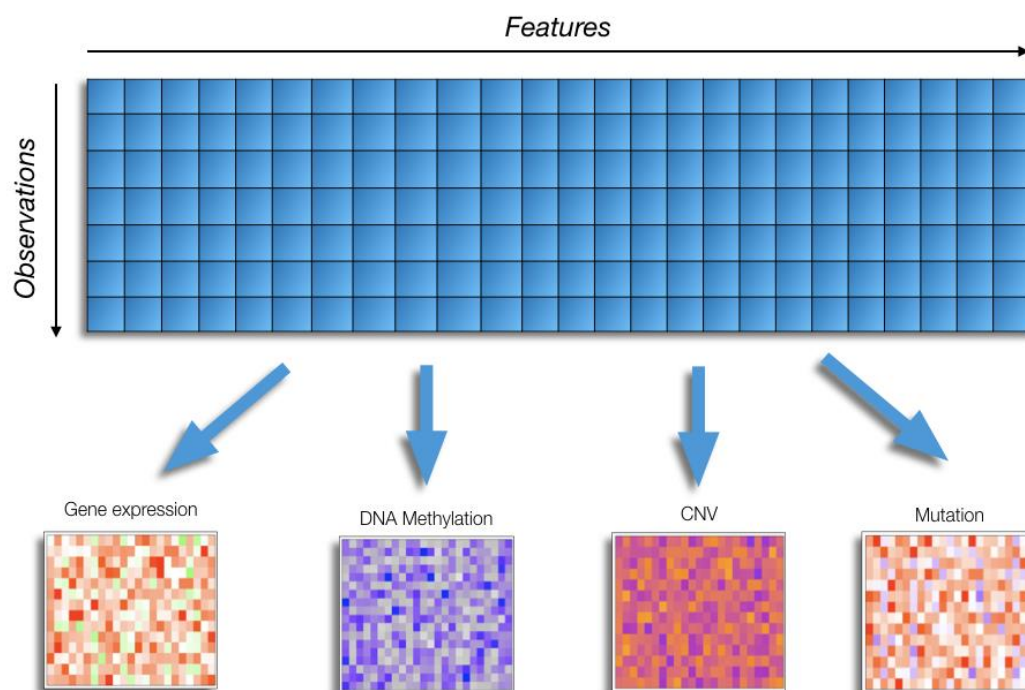 Features
Observations
Gene expression
DNA Methylation
CNV
Mutation